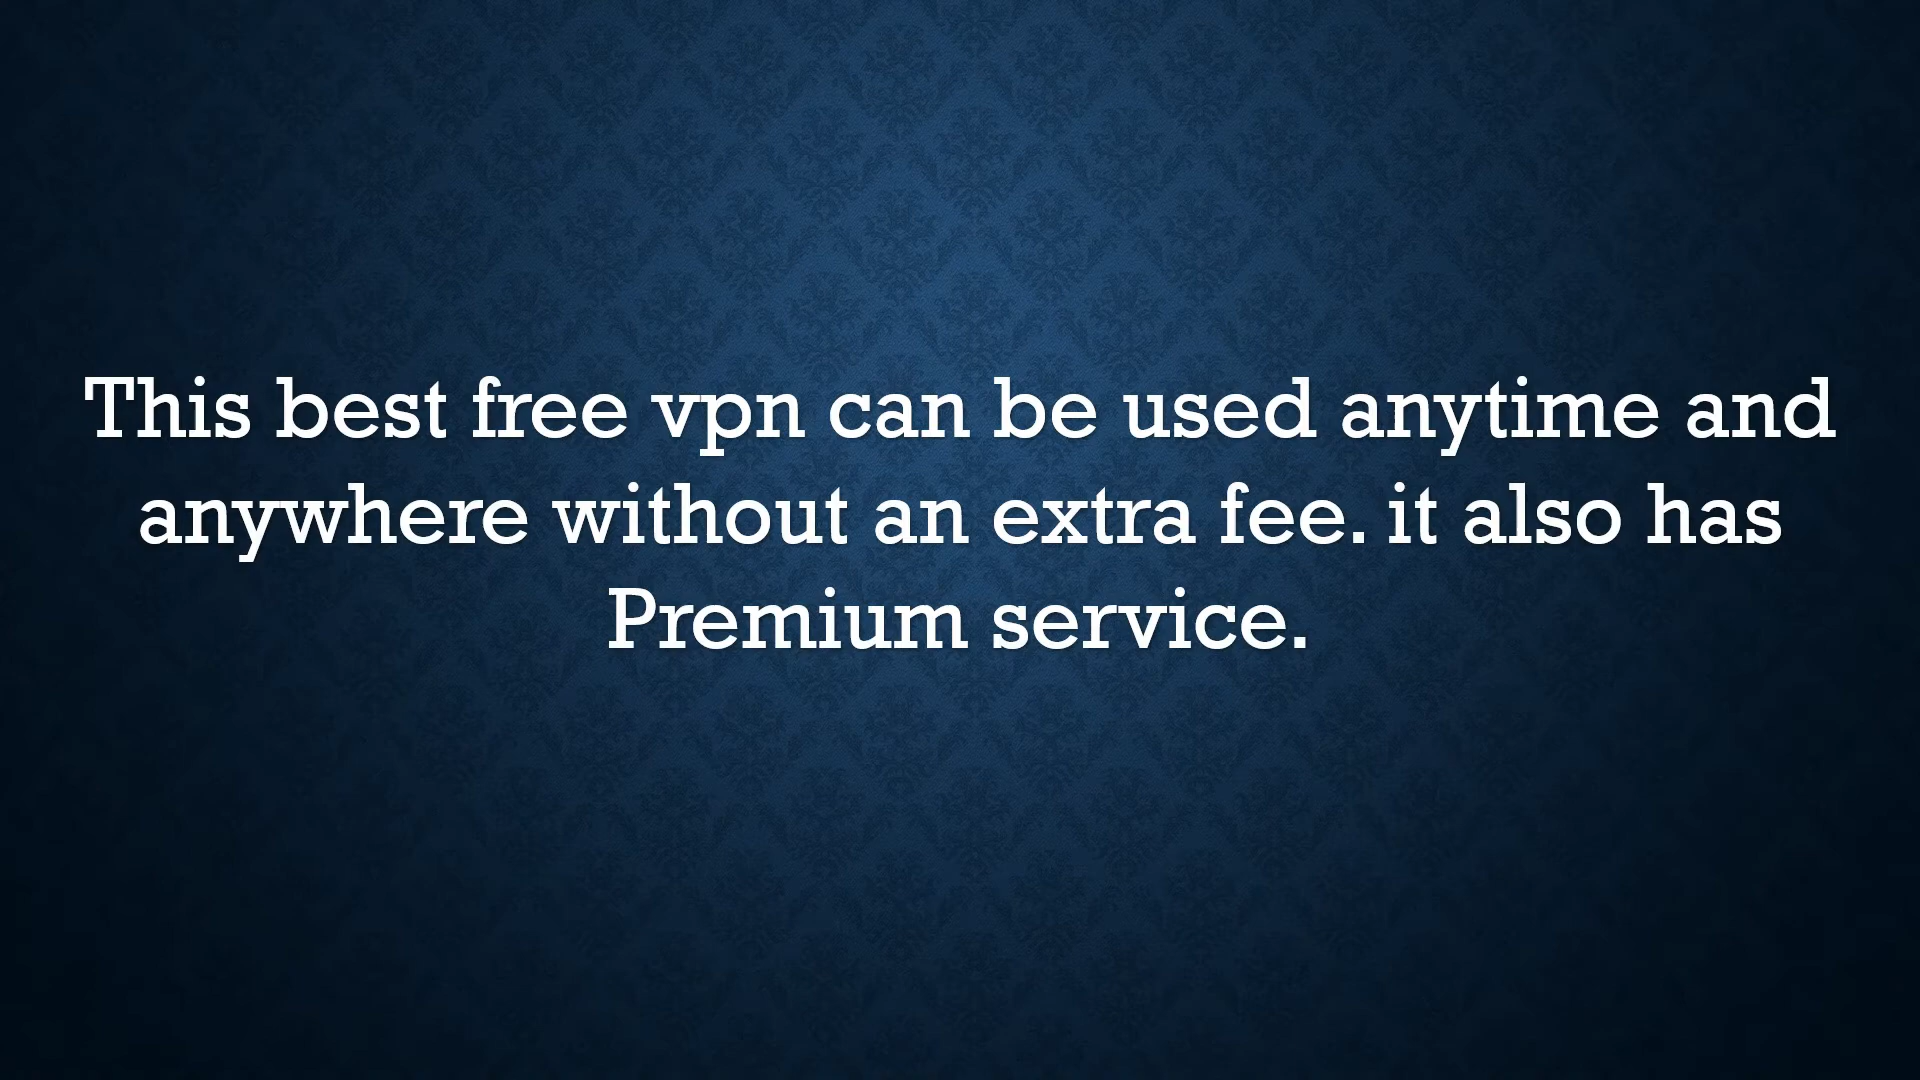 This best free vpn can be used anytime and
anywhere without an extra fee. it also has
Premium service.